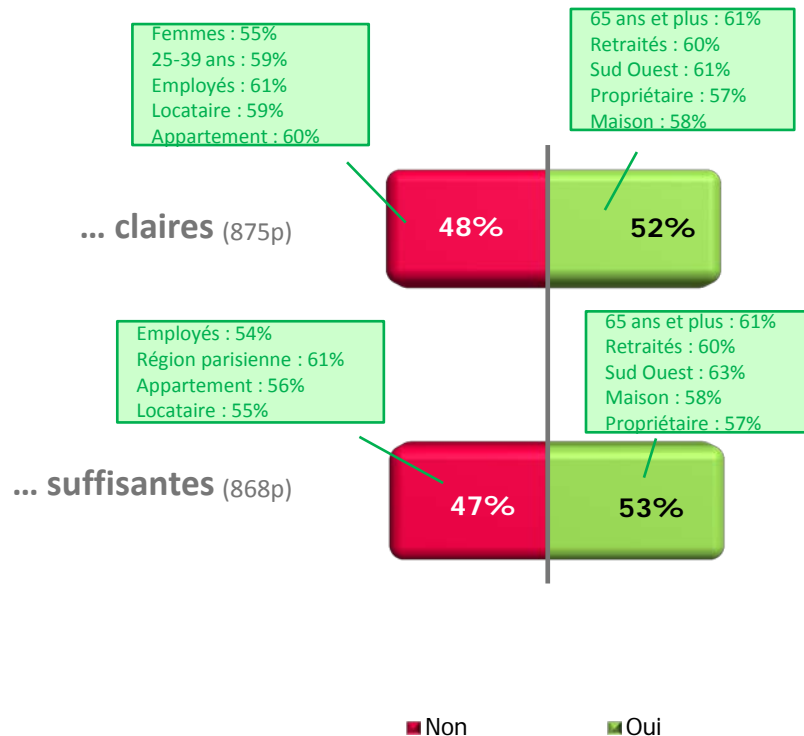 Femmes : 55%
25-39 ans : 59%
Employés : 61%
Locataire : 59%
Appartement : 60%
65 ans et plus : 61%
Retraités : 60%
Sud Ouest : 61%
Propriétaire : 57%
Maison : 58%
... claires (875p)
48%
52%
Employés : 54%
Région parisienne : 61%
Appartement : 56%
Locataire : 55%
65 ans et plus : 61%
Retraités : 60%
Sud Ouest : 63%
Maison : 58%
Propriétaire : 57%
... suffisantes (868p)
47%
53%
Non
Oui